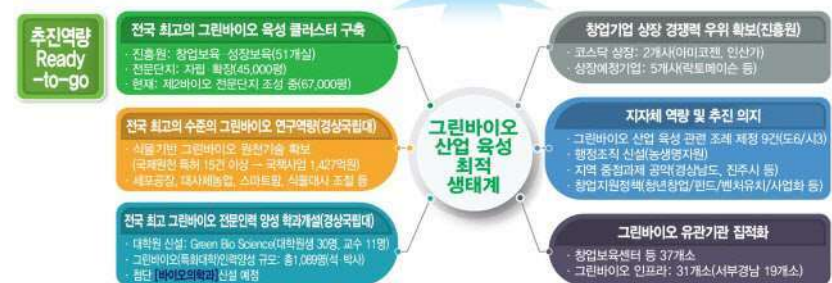 추진역량
Ready
-to-go
전국 최고의 그린바이오 육성 클러스터 구축
· 진흥원: 창업보육 성장보육(51개실)
· 전문단지: 자립 확장(45,000평)
· 현재: 제2바이오 전문단지 조성 중(67,000평)
전국 최고의 수준의 그린바이오 연구역량(경상국립대)
· 식물기반 그린바이오 원천기술 확보
(국제원천 특허 15건 이상 → 국책사업 1,427억원)
· 세포공장, 대사체농업, 스마트팜, 식물대사 조절 등
전국 최고 그린바이오 전문인력 양성 학과개설(경상국립대)
· 대학원 신설: Green Bio Science(대학원생 30명, 교수 11명)
· 그린바이오(특화대학)인력양성 규모: 총1,089명(석·박사)
· 첨단 [바이오의학과]신설 예정
그린바이오
산업 육성
최적
생태계
창업기업 상장 경쟁력 우위 확보(진흥원)
· 코스닥 상장: 2개사(아미코젠, 인산가)
· 상장예정기업: 5개사(락토메이슨 등)
지자체 역량 및 추진 의지
· 그린바이오 산업 육성 관련 조례 제정 9건(도6/시3)
· 행정조직 신설(농생명자원)
· 지역 중점과제 공약(경상남도, 진주시 등)
· 창업지원정책(청년창업/펀드/벤처유치/사업화 등)
그린바이오 유관기관 집적화
· 창업보육센터 등 37개소
· 그린바이오 인프라: 31개소(서부경남 19개소)